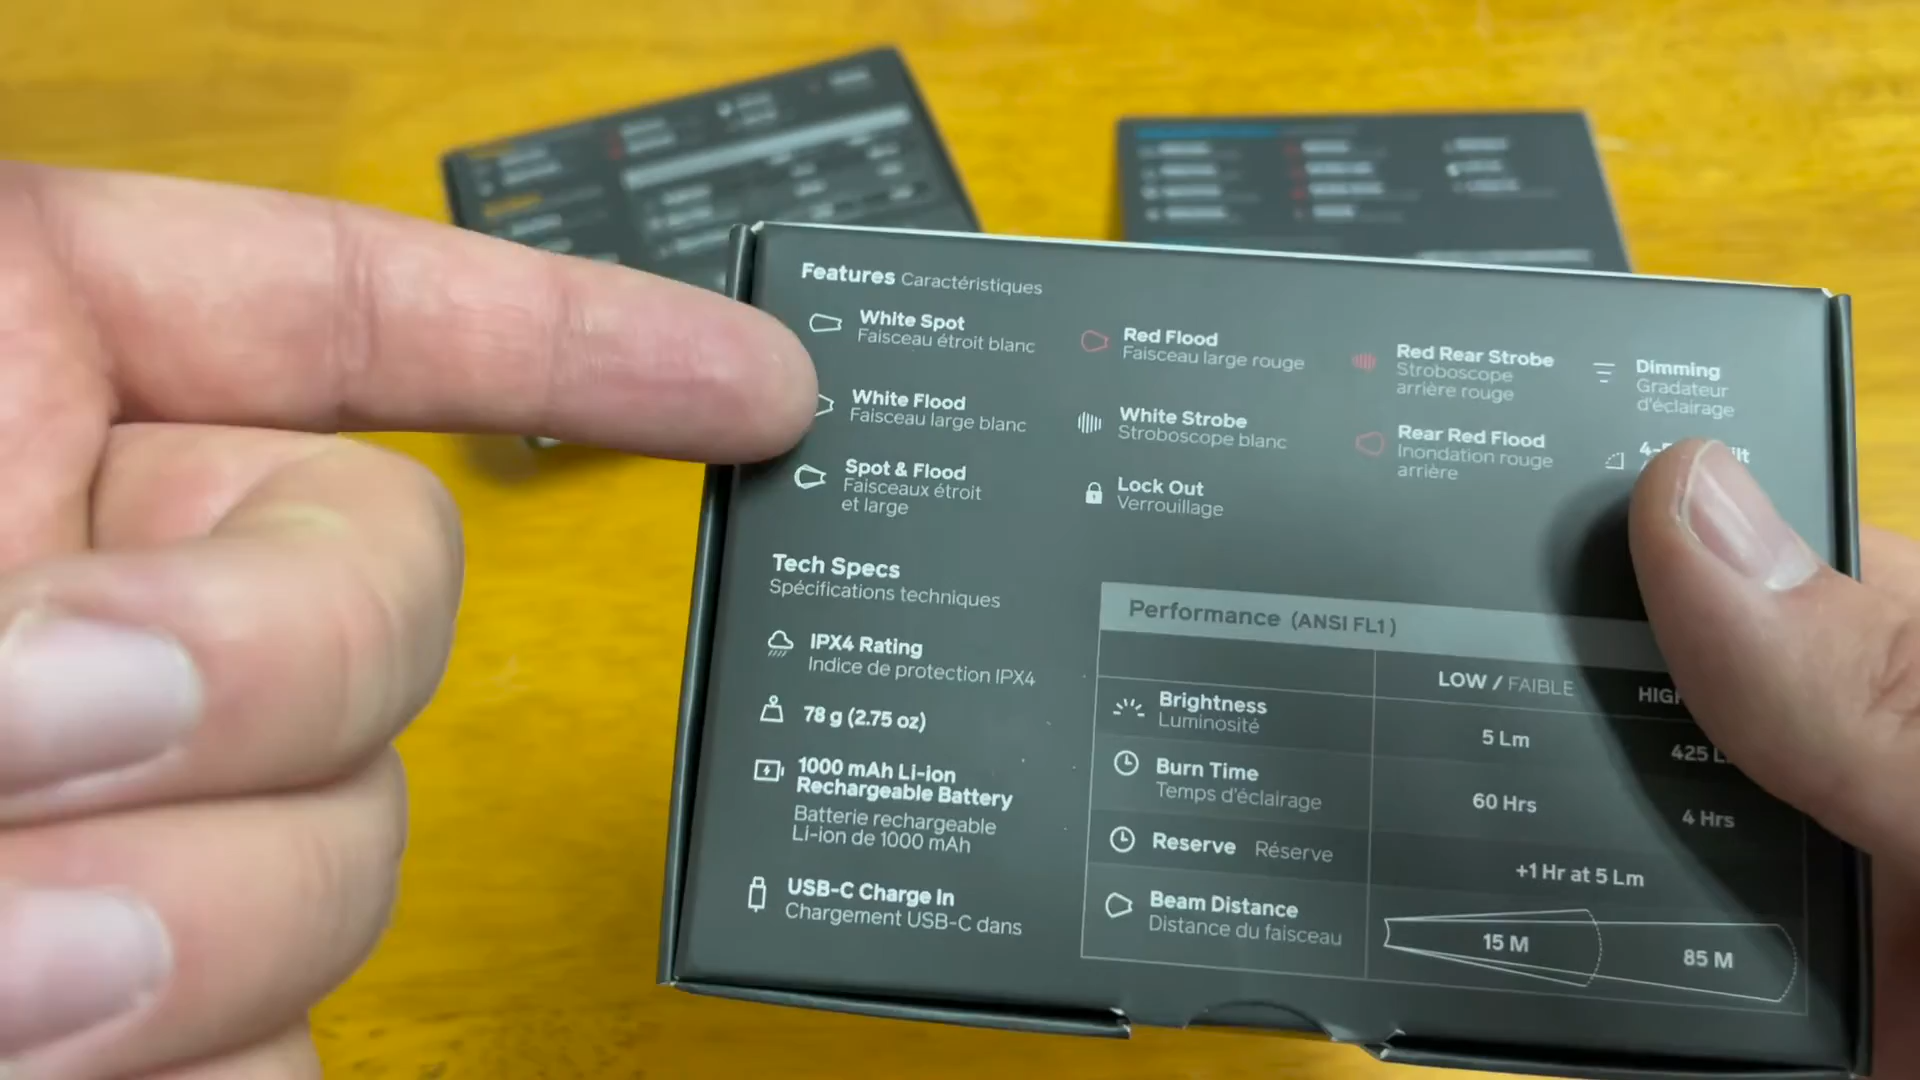 Features Caractéristiques
White Spot
Faisceau étroit blanc
White Flood
Faisceau large blanc
Spot & Flood
Faisceaux étroit
et large
Red Flood
Faisceau large rouge
White Strobe
Stroboscope blanc
Lock Out
Verrouillage
Red Rear Strobe
Stroboscope
arrière rouge
Rear Red Flood
Inondation rouge
arrière
Dimming
Gradateur
d'éclairage
Tech Specs
Spécifications techniques
IPX4 Rating
Indice de protection IPX4
78 g (2.75 oz)
1000 mAh Li-ion
Rechargeable Battery
Batterie rechargeable
Li-ion de 1000 mAh
USB-C Charge In
Chargement USB-C dans
Performance (ANSI FL1)
LOW / FAIBLE
Brightness
Luminosité
5 Lm
425
Burn Time
Temps d'éclairage
60 Hrs
4 Hrs
Reserve Réserve
+1 Hr at 5 Lm
Beam Distance
Distance du faisceau
15 M
85 M